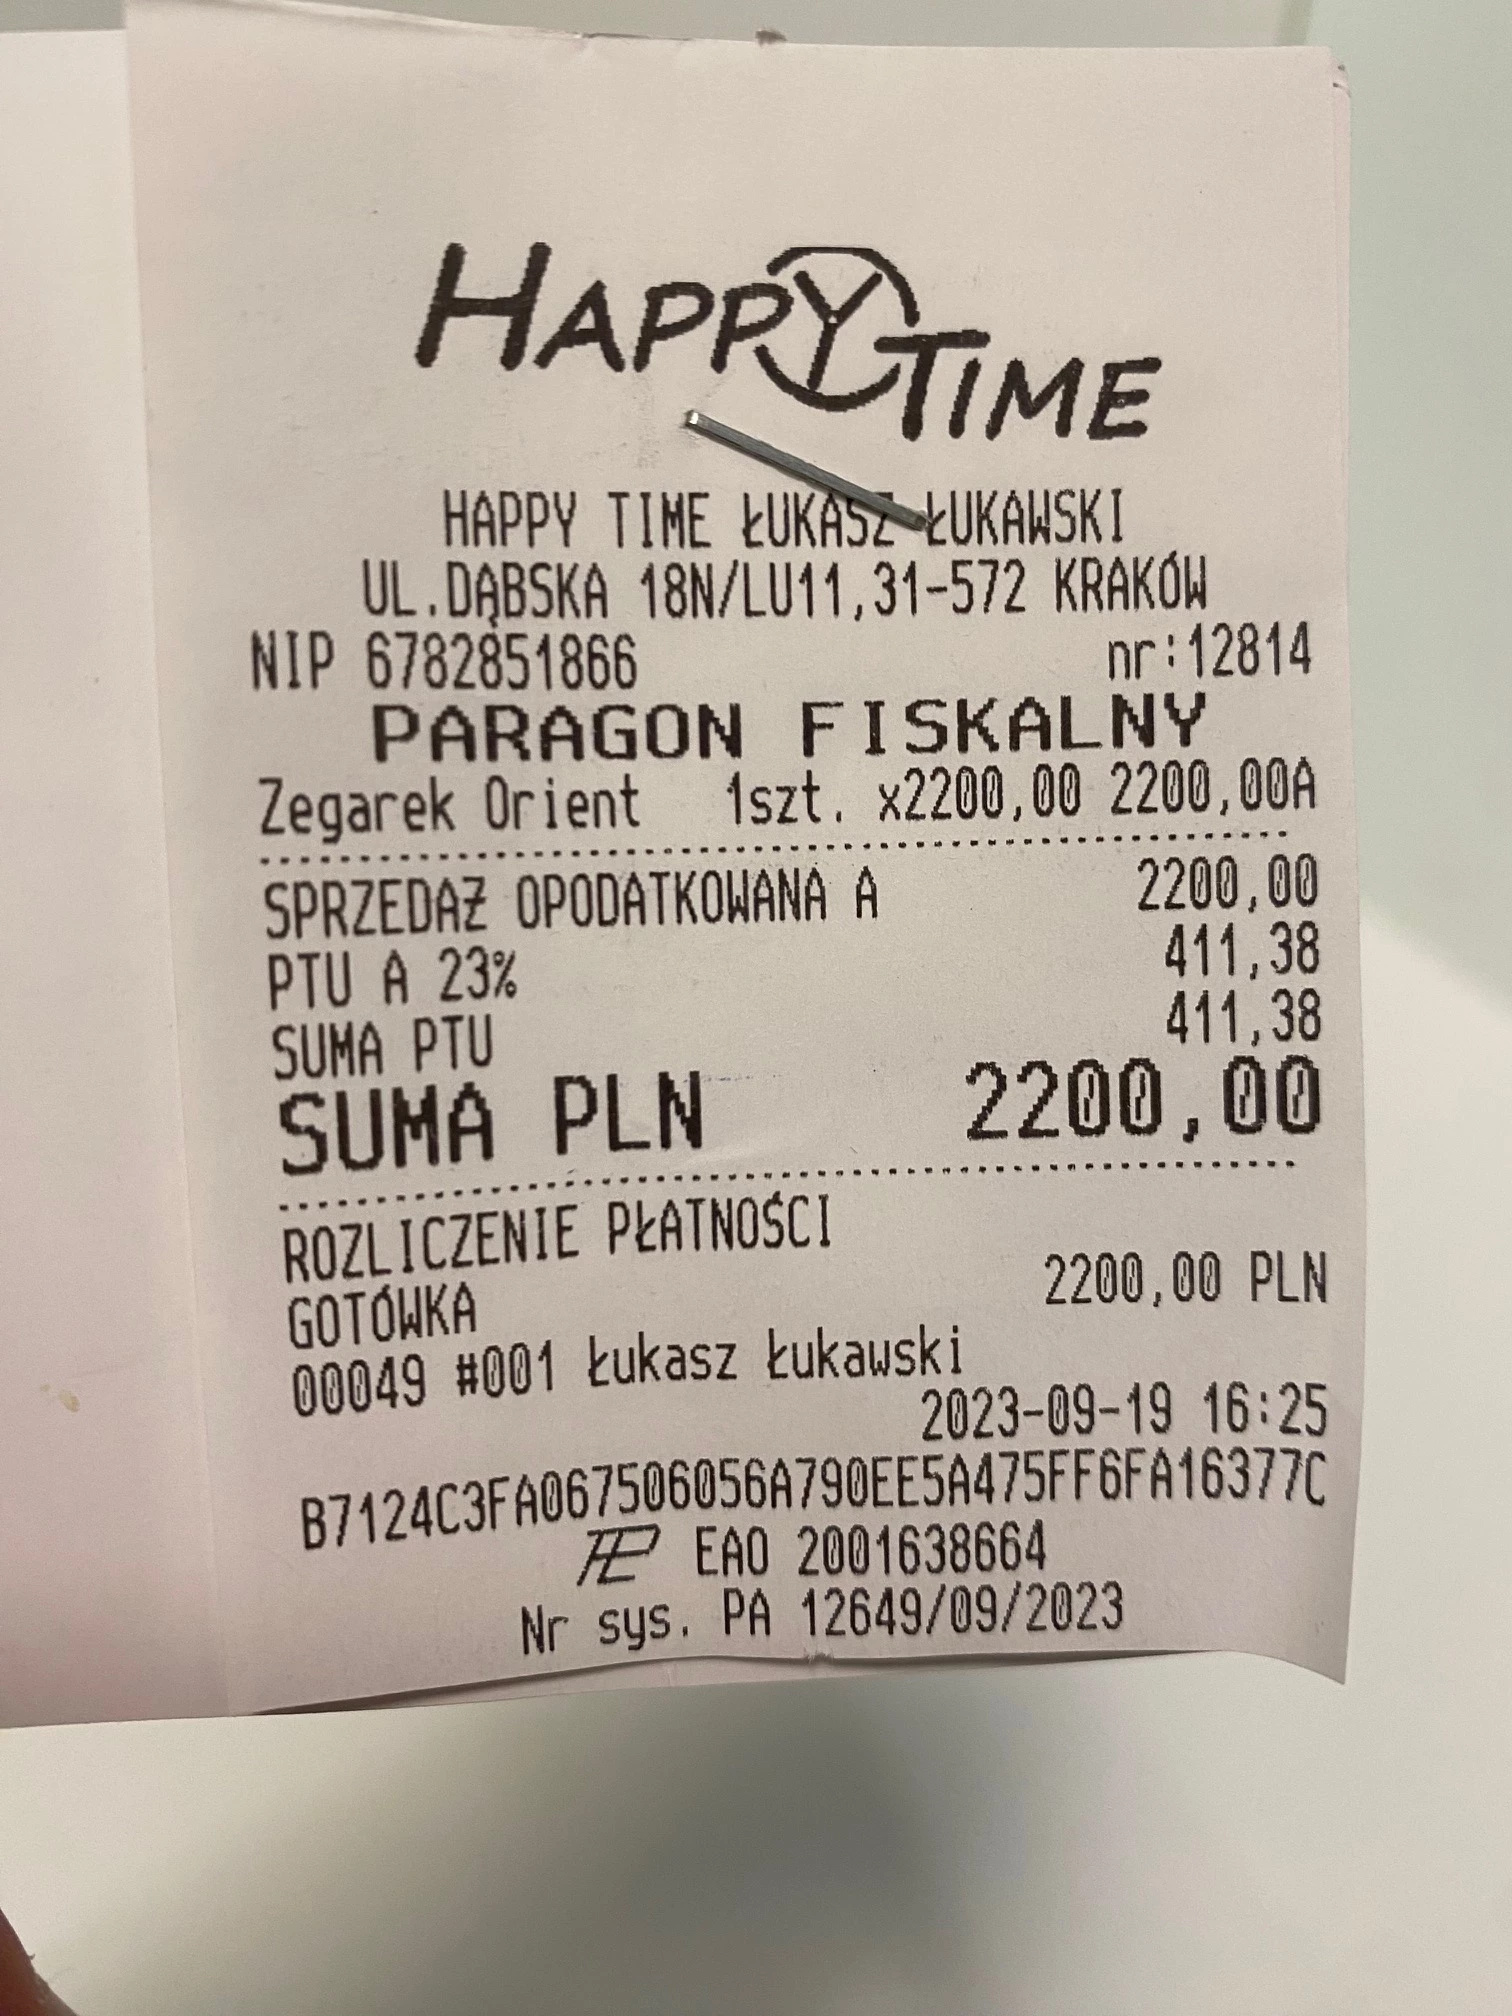 HAPPY TIME
HAPPY TIME ŁUKASZ ŁUKAWSKI
UL.DĄBSKA 18N/LU11,31-572 KRAKÓW
NIP 6782851866 nr:12814
PARAGON FISKALNY
Zegarek Orient 1szt. x2200,00 2200,00A
SPRZEDAŻ OPODATKOWANA A 2200,00
PTU A 23% 411,38
SUMA PTU 411,38
SUMA PLN 2200,00
ROZLICZENIE PŁATNOŚCI
GOTÓWKA 2200,00 PLN
00049 #001 Łukasz Łukawski
2023-09-19 16:25
B7124C3FA067506056A790EE5A475FF6FA16377C
EAO 2001638664
Nr sys. PA 12649/09/2023